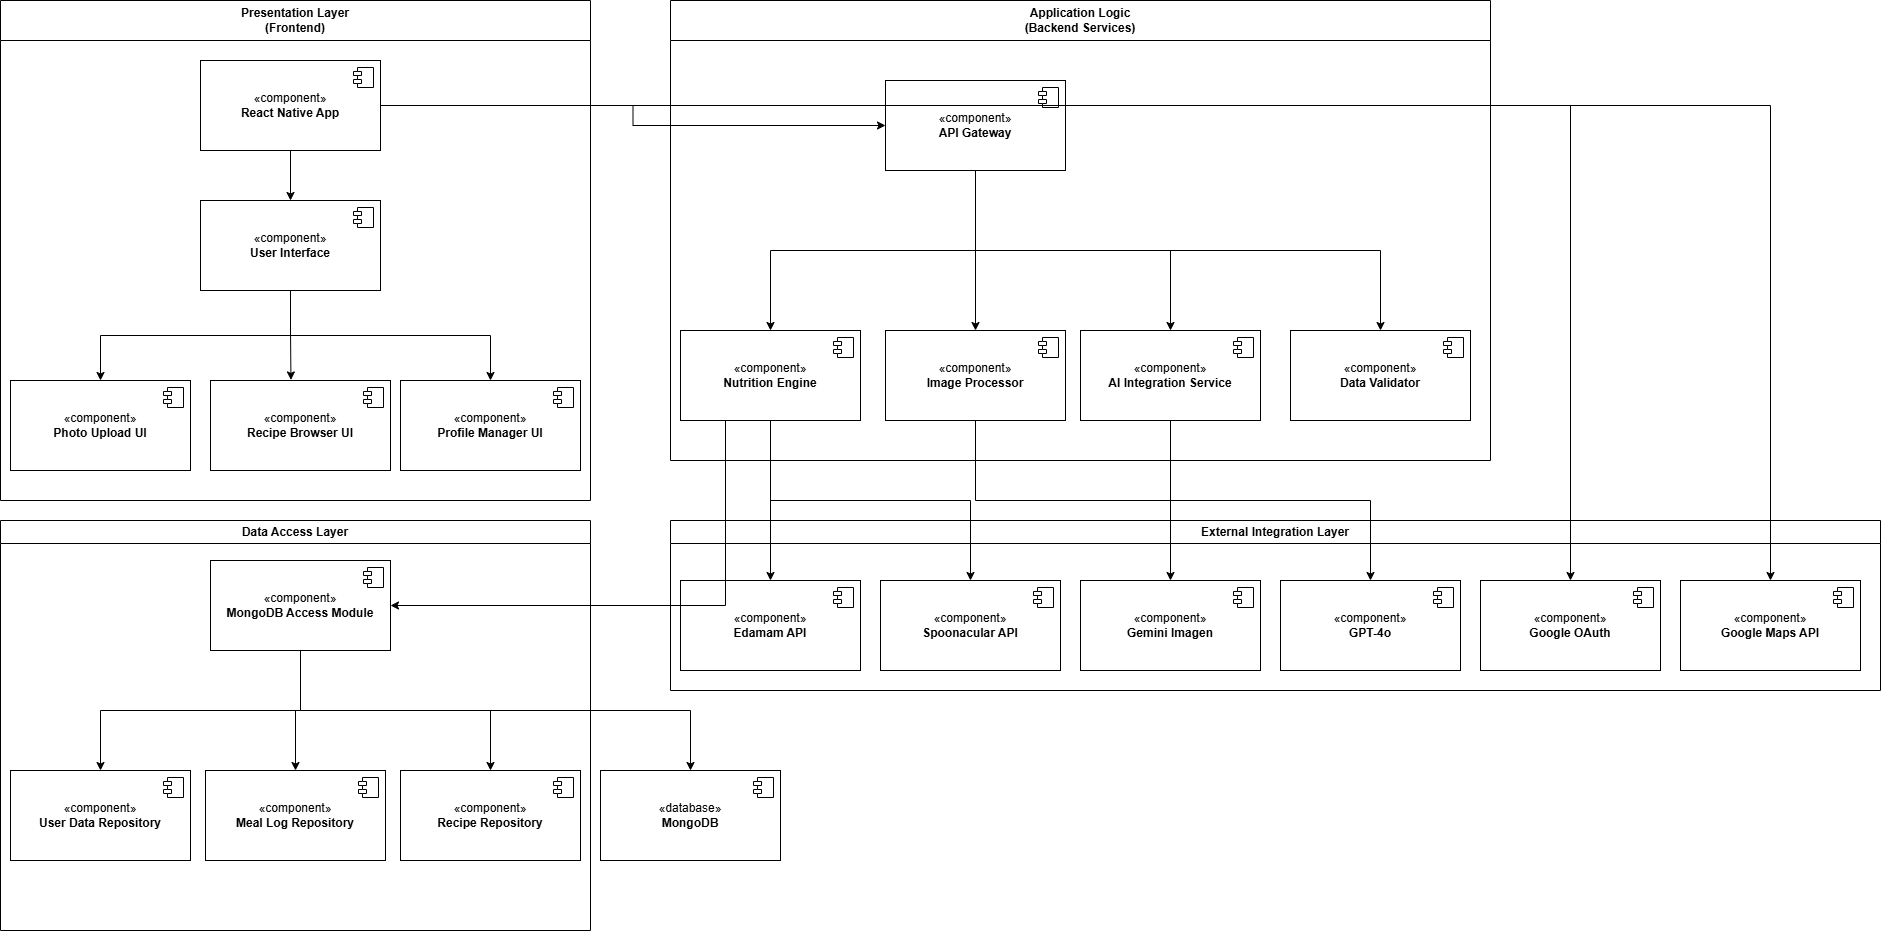 Presentation Layer
(Frontend)
«component»
React Native App
«component»
User Interface
«component»
Photo Upload UI
«component»
Recipe Browser UI
«component»
Profile Manager UI
Application Logic
(Backend Services)
«component»
API Gateway
«component»
Nutrition Engine
«component»
Image Processor
«component»
AI Integration Service
«component»
Data Validator
Data Access Layer
«component»
MongoDB Access Module
«component»
User Data Repository
«component»
Meal Log Repository
«component»
Recipe Repository
«database»
MongoDB
External Integration Layer
«component»
Edamam API
«component»
Spoonacular API
«component»
Gemini Imagen
«component»
GPT-4o
«component»
Google OAuth
«component»
Google Maps API